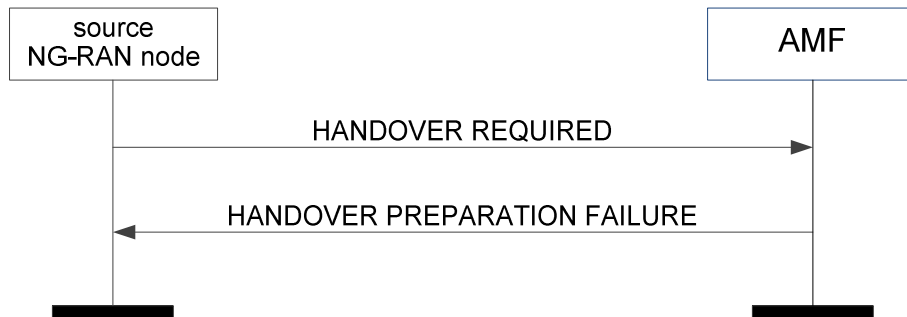 source
NG-RAN node
AMF
HANDOVER REQUIRED
HANDOVER PREPARATION FAILURE